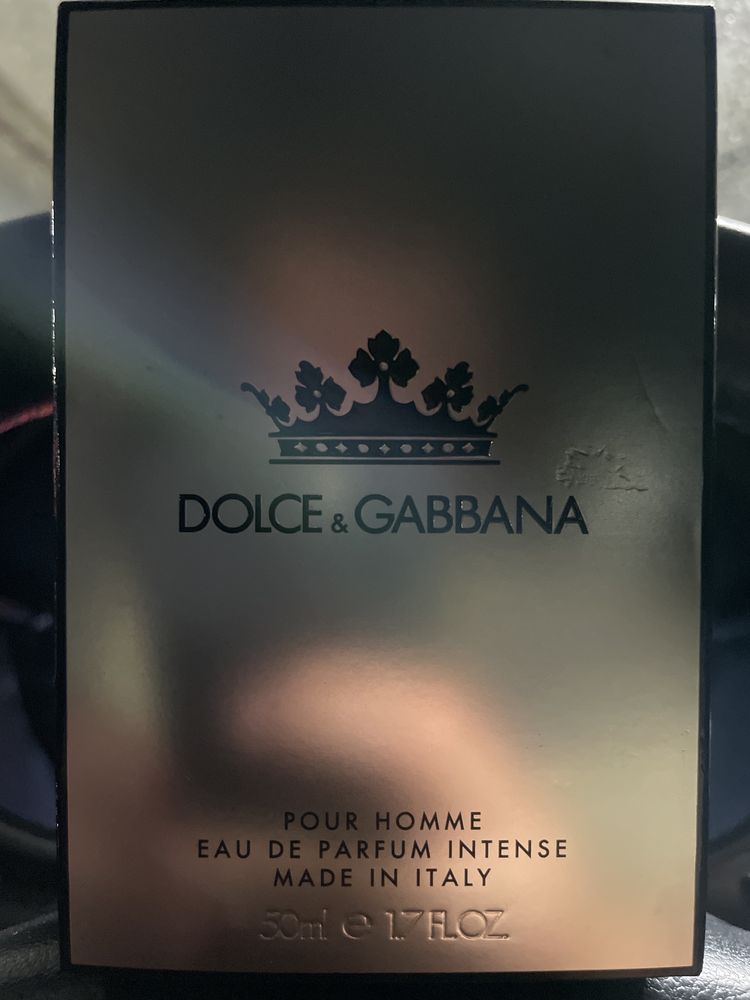 DOLCE & GABBANA
POUR HOMME
EAU DE PARFUM INTENSE
MADE IN ITALY
50ml e 1.7 FL.OZ.